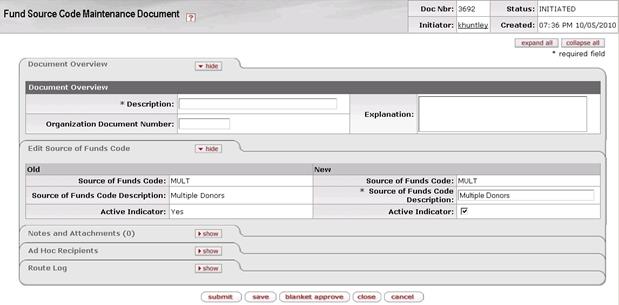 Fund Source Code Maintenance Document ?
Doc Nbr: 3692 Status: INITIATED
Initiator: khuntley Created: 07:36 PM 10/05/2010
expand all collapse all
* required field
Document Overview hide
Document Overview
* Description: Explanation:
Organization Document Number:
Edit Source of Funds Code hide
Old New
Source of Funds Code: MULT Source of Funds Code: MULT
Source of Funds Code Description: Multiple Donors * Source of Funds Code Description: Multiple Donors
Active Indicator: Yes Active Indicator:
Notes and Attachments (0) show
Ad Hoc Recipients show
Route Log show
submit save blanket approve close cancel